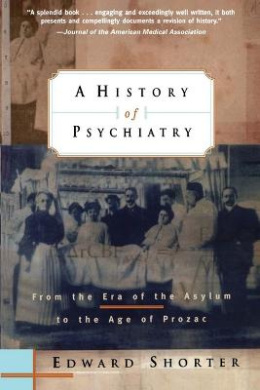 "A splendid book . . . engaging and exceedingly well written, it both
presents and compellingly documents a revision of history."
—Journal of the American Medical Association
A HISTORY
of
PSYCHIATRY
From the Era of the Asylum
to the Age of Prozac
EDWARD SHORTER